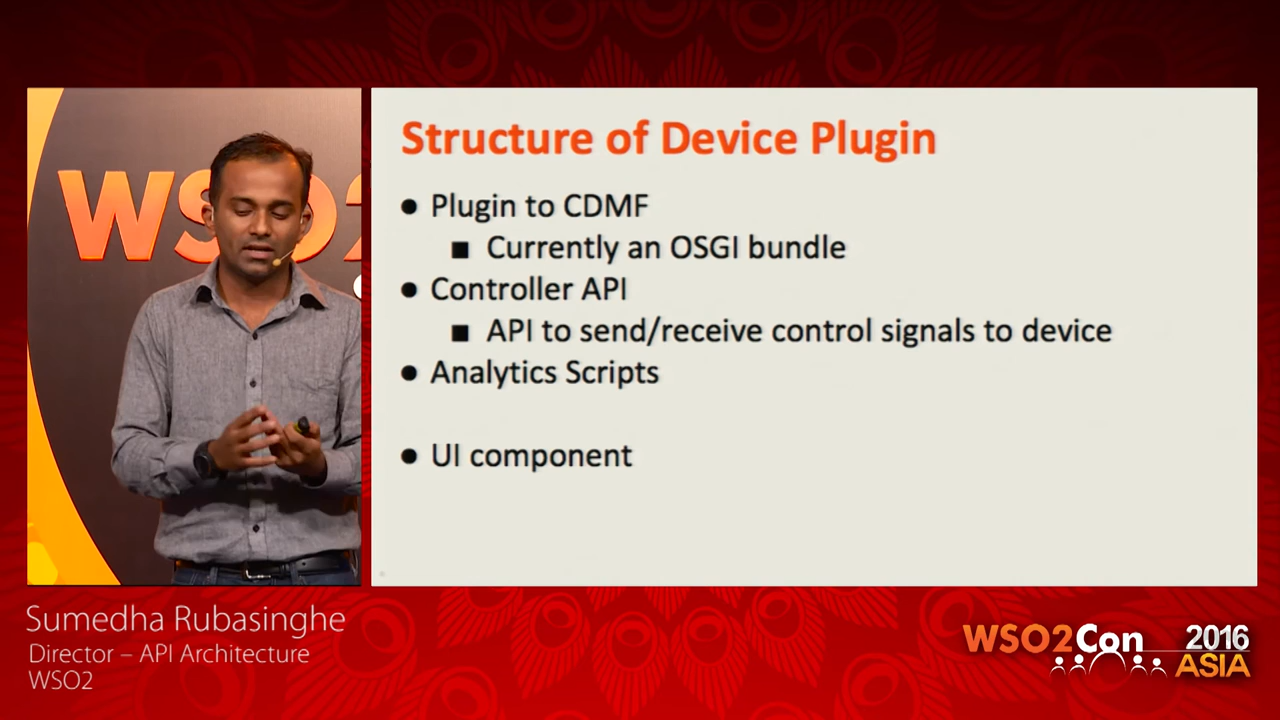 WSO2
Structure of Device Plugin
● Plugin to CDMF
■ Currently an OSGI bundle
● Controller API
■ API to send/receive control signals to device
● Analytics Scripts
● UI component
Sumedha Rubasinghe
Director – API Architecture
WSO2
WSO2Con 2016
ASIA